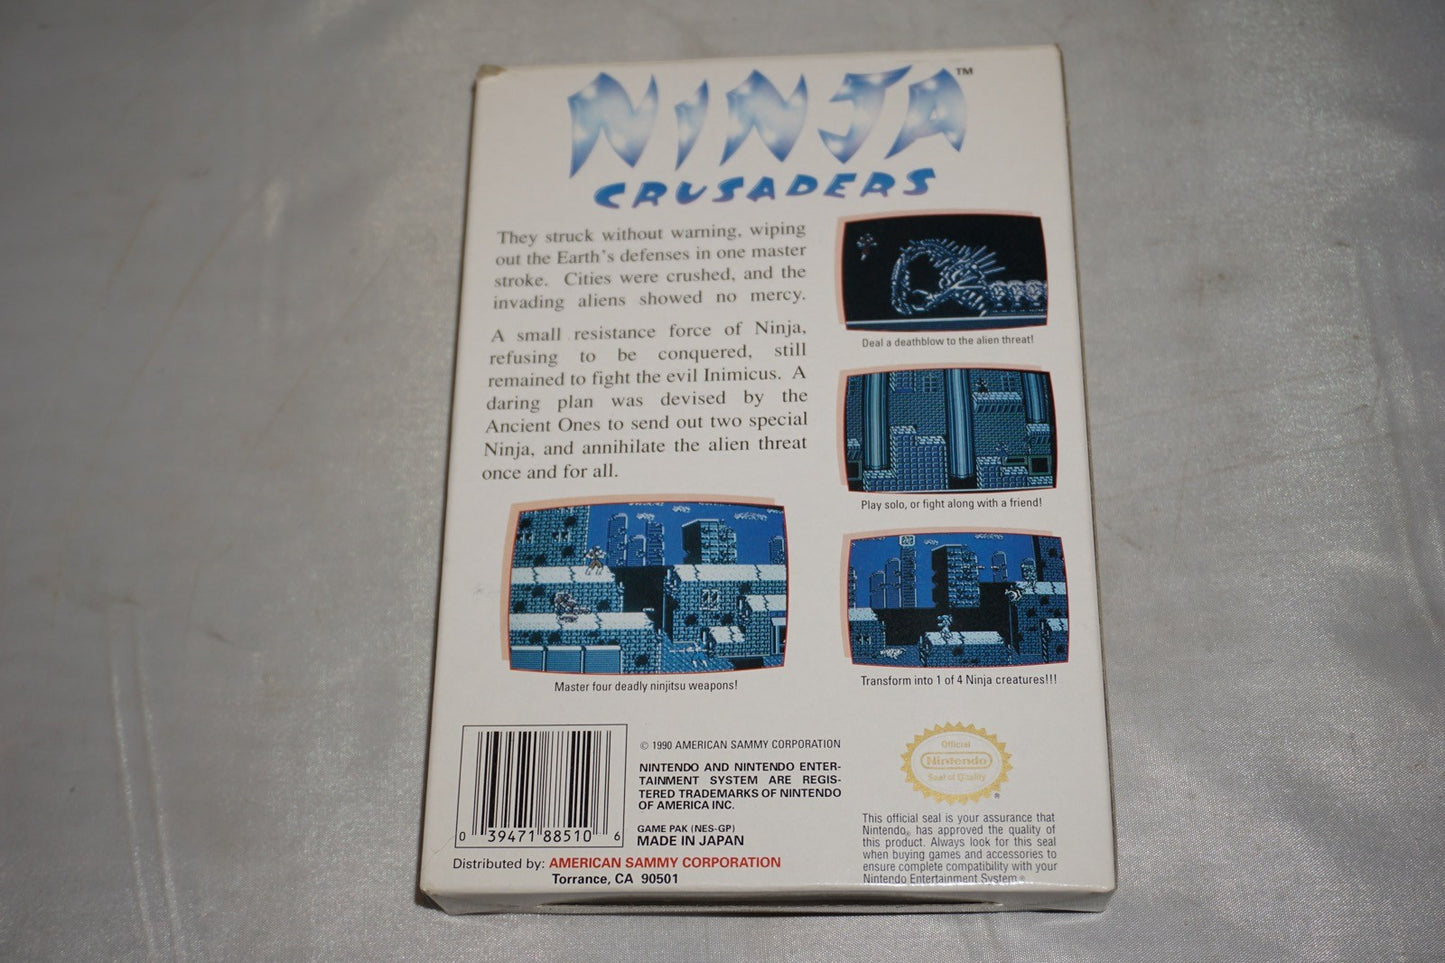 NINJA™
CRUSADERS
They struck without warning, wiping
out the Earth's defenses in one master
stroke. Cities were crushed, and the
invading aliens showed no mercy.
A small resistance force of Ninja,
refusing to be conquered, still
remained to fight the evil Inimicus. A
daring plan was devised by the
Ancient Ones to send out two special
Ninja, and annihilate the alien threat
once and for all.
Deal a deathblow to the alien threat!
Play solo, or fight along with a friend!
Master four deadly ninjitsu weapons!
Transform into 1 of 4 Ninja creatures!!!
0 39471 88510 6
© 1990 AMERICAN SAMMY CORPORATION
NINTENDO AND NINTENDO ENTER-
TAINMENT SYSTEM ARE REGIS-
TERED TRADEMARKS OF NINTENDO
OF AMERICA INC.
GAME PAK (NES-GP)
MADE IN JAPAN
Distributed by: AMERICAN SAMMY CORPORATION
Torrance, CA 90501
Official
Nintendo
Seal of Quality
®
This official seal is your assurance that
Nintendo® has approved the quality of
this product. Always look for this seal
when buying games and accessories to
ensure complete compatibility with your
Nintendo Entertainment System®